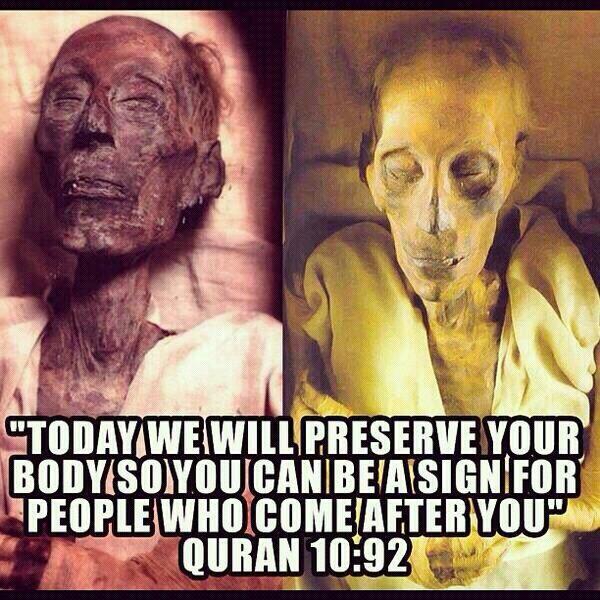 "TODAY WE WILL PRESERVE YOUR
BODY SO YOU CAN BE A SIGN FOR
PEOPLE WHO COME AFTER YOU"
QURAN 10:92